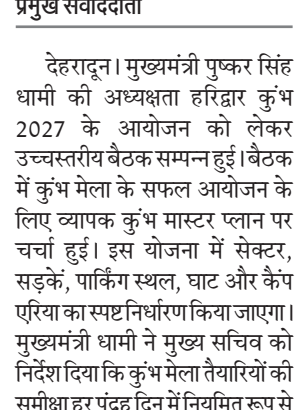 प्रमुख संवाददाता
देहरादून। मुख्यमंत्री पुष्कर सिंह
धामी की अध्यक्षता हरिद्वार कुंभ
2027 के आयोजन को लेकर
उच्चस्तरीय बैठक सम्पन्न हुई। बैठक
में कुंभ मेला के सफल आयोजन के
लिए व्यापक कुंभ मास्टर प्लान पर
चर्चा हुई। इस योजना में सेक्टर,
सड़कें, पार्किंग स्थल, घाट और कैंप
एरिया का स्पष्ट निर्धारण किया जाएगा।
मुख्यमंत्री धामी ने मुख्य सचिव को
निर्देश दिया कि कुंभ मेला तैयारियों की
समीक्षा हर पंद्रह दिन में नियमित रूप से